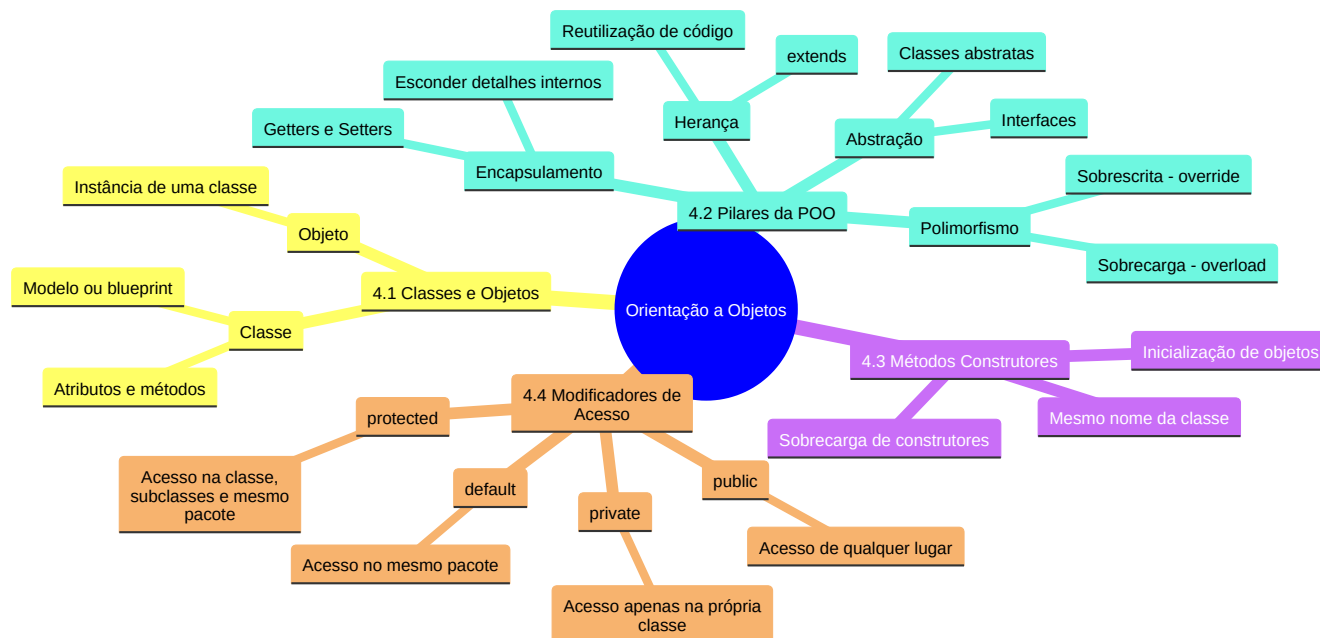 Orientação a Objetos
4.1 Classes e Objetos
Objeto
Instância de uma classe
Classe
Modelo ou blueprint
Atributos e métodos
4.2 Pilares da POO
Encapsulamento
Getters e Setters
Esconder detalhes internos
Herança
Reutilização de código
extends
Abstração
Classes abstratas
Interfaces
Polimorfismo
Sobrescrita - override
Sobrecarga - overload
4.3 Métodos Construtores
Inicialização de objetos
Mesmo nome da classe
Sobrecarga de construtores
4.4 Modificadores de
Acesso
public
Acesso de qualquer lugar
private
Acesso apenas na própria
classe
default
Acesso no mesmo pacote
protected
Acesso na classe,
subclasses e mesmo
pacote